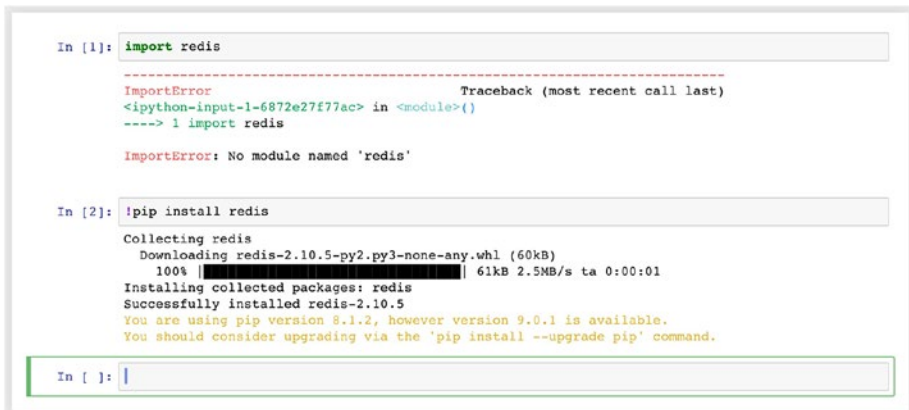 In [1]: import redis
---------------------------------------------------------------------------
ImportError                               Traceback (most recent call last)
<ipython-input-1-6872e27f77ac> in <module>()
----> 1 import redis
ImportError: No module named 'redis'
In [2]: !pip install redis
Collecting redis
  Downloading redis-2.10.5-py2.py3-none-any.whl (60kB)
    100% |████████████████████████████████| 61kB 2.5MB/s ta 0:00:01
Installing collected packages: redis
Successfully installed redis-2.10.5
You are using pip version 8.1.2, however version 9.0.1 is available.
You should consider upgrading via the 'pip install --upgrade pip' command.
In [ ]: